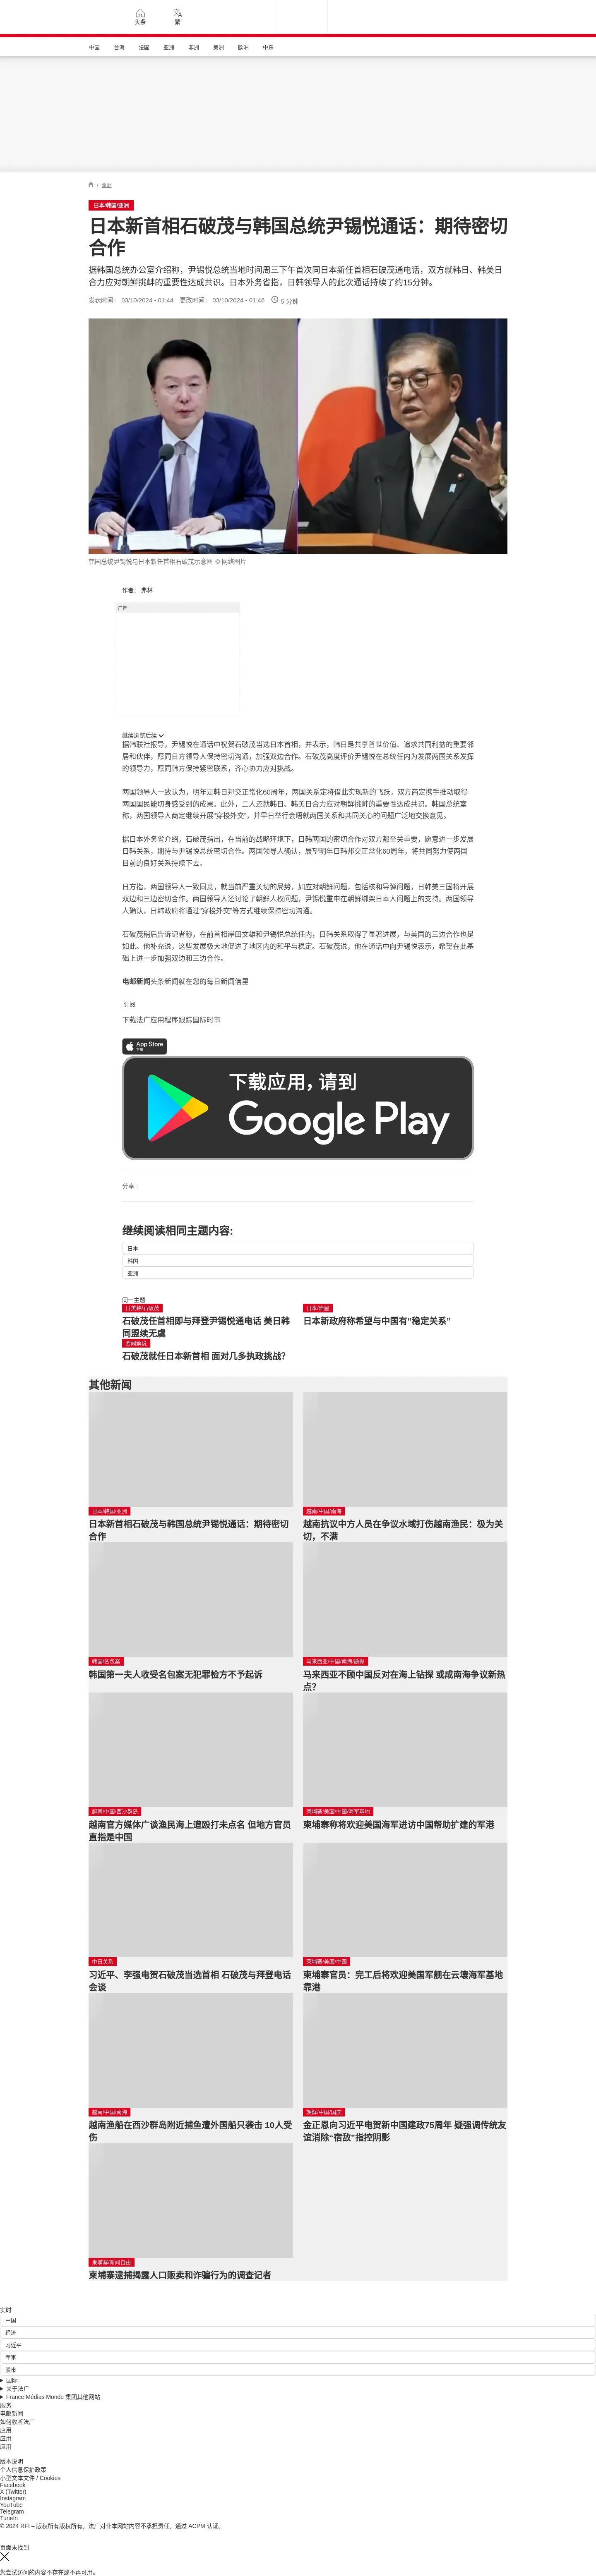 头条
繁
中国 台海 法国 亚洲 非洲 美洲 欧洲 中东
/ 亚洲
日本/韩国/亚洲
日本新首相石破茂与韩国总统尹锡悦通话：期待密切
合作
据韩国总统办公室介绍称，尹锡悦总统当地时间周三下午首次同日本新任首相石破茂通电话，双方就韩日、韩美日
合力应对朝鲜挑衅的重要性达成共识。日本外务省指，日韩领导人的此次通话持续了约15分钟。
发表时间： 03/10/2024 - 01:44 更改时间： 03/10/2024 - 01:46 5 分钟
韩国总统尹锡悦与日本新任首相石破茂示意图 © 网络图片
作者： 弗林
广告
继续浏览后续
据韩联社报导，尹锡悦在通话中祝贺石破茂当选日本首相，并表示，韩日是共享普世价值、追求共同利益的重要邻
居和伙伴，愿同日方领导人保持密切沟通，加强双边合作。石破茂高度评价尹锡悦在总统任内为发展两国关系发挥
的领导力，愿同韩方保持紧密联系，齐心协力应对挑战。
两国领导人一致认为，明年是韩日邦交正常化60周年，两国关系定将借此实现新的飞跃。双方商定携手推动取得
两国国民能切身感受到的成果。此外，二人还就韩日、韩美日合力应对朝鲜挑衅的重要性达成共识。韩国总统室
称，两国领导人商定继续开展“穿梭外交”，并早日举行会晤就两国关系和共同关心的问题广泛地交换意见。
据日本外务省介绍，石破茂指出，在当前的战略环境下，日韩两国的密切合作对双方都至关重要，愿意进一步发展
日韩关系，期待与尹锡悦总统密切合作。两国领导人确认，展望明年日韩邦交正常化60周年，将共同努力使两国
目前的良好关系持续下去。
日方指，两国领导人一致同意，就当前严重关切的局势，如应对朝鲜问题，包括核和导弹问题，日韩美三国将开展
双边和三边密切合作。两国领导人还讨论了朝鲜人权问题，尹锡悦重申在朝鲜绑架日本人问题上的支持。两国领导
人确认，日韩政府将通过“穿梭外交”等方式继续保持密切沟通。
石破茂稍后告诉记者称，在前首相岸田文雄和尹锡悦总统任内，日韩关系取得了显著进展，与美国的三边合作也是
如此。他补充说，这些发展极大地促进了地区内的和平与稳定。石破茂说，他在通话中向尹锡悦表示，希望在此基
础上进一步加强双边和三边合作。
电邮新闻头条新闻就在您的每日新闻信里
订阅
下载法广应用程序跟踪国际时事
App Store
下载
下载应用，请到
Google Play
分享 :
继续阅读相同主题内容:
日本
韩国
亚洲
同一主题
日美韩/石破茂
石破茂任首相即与拜登尹锡悦通电话 美日韩
同盟续无虞
日本/岩屋
日本新政府称希望与中国有“稳定关系”
要闻解说
石破茂就任日本新首相 面对几多执政挑战？
其他新闻
日本/韩国/亚洲
日本新首相石破茂与韩国总统尹锡悦通话：期待密切
合作
越南/中国/南海
越南抗议中方人员在争议水域打伤越南渔民：极为关
切，不满
韩国/名包案
韩国第一夫人收受名包案无犯罪检方不予起诉
马来西亚/中国/南海/勘探
马来西亚不顾中国反对在海上钻探 或成南海争议新热
点？
越南/中国/西沙群岛
越南官方媒体广谈渔民海上遭殴打未点名 但地方官员
直指是中国
柬埔寨/美国/中国/海军基地
柬埔寨称将欢迎美国海军进访中国帮助扩建的军港
中日关系
习近平、李强电贺石破茂当选首相 石破茂与拜登电话
会谈
柬埔寨/美国/中国
柬埔寨官员：完工后将欢迎美国军舰在云壤海军基地
靠港
越南/中国/南海
越南渔船在西沙群岛附近捕鱼遭外国船只袭击 10人受
伤
朝鲜/中国/国庆
金正恩向习近平电贺新中国建政75周年 疑强调传统友
谊消除“宿敌”指控阴影
柬埔寨/新闻自由
柬埔寨逮捕揭露人口贩卖和诈骗行为的调查记者
实时
中国
经济
习近平
军事
股市
国际
关于法广
France Médias Monde 集团其他网站
服务
电邮新闻
如何收听法广
应用
应用
应用
版本说明
个人信息保护政策
小型文本文件 / Cookies
Facebook
X (Twitter)
Instagram
YouTube
Telegram
TuneIn
© 2024 RFI – 版权所有版权所有。法广对非本网站内容不承担责任。通过 ACPM 认证。
页面未找到
您尝试访问的内容不存在或不再可用。